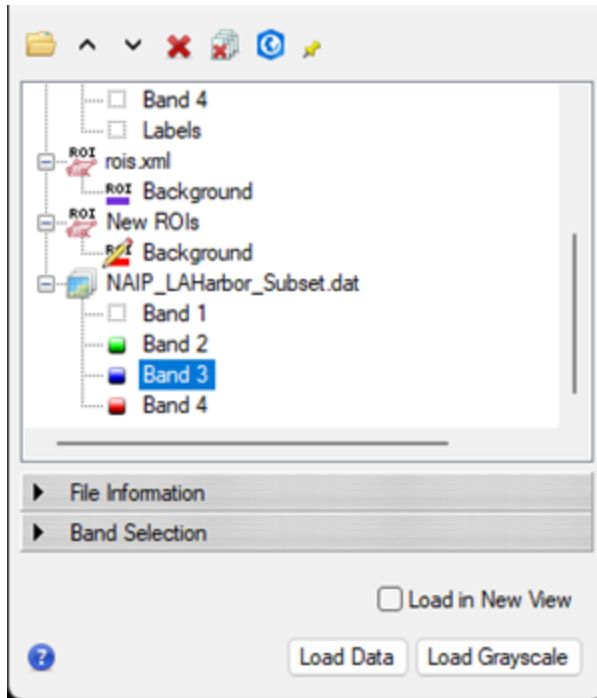 Band 4
Labels
ROI rois.xml
ROI Background
ROI New ROIs
Background
NAIP_LAHarbor_Subset.dat
Band 1
Band 2
Band 3
Band 4
File Information
Band Selection
Load in New View
? Load Data Load Grayscale